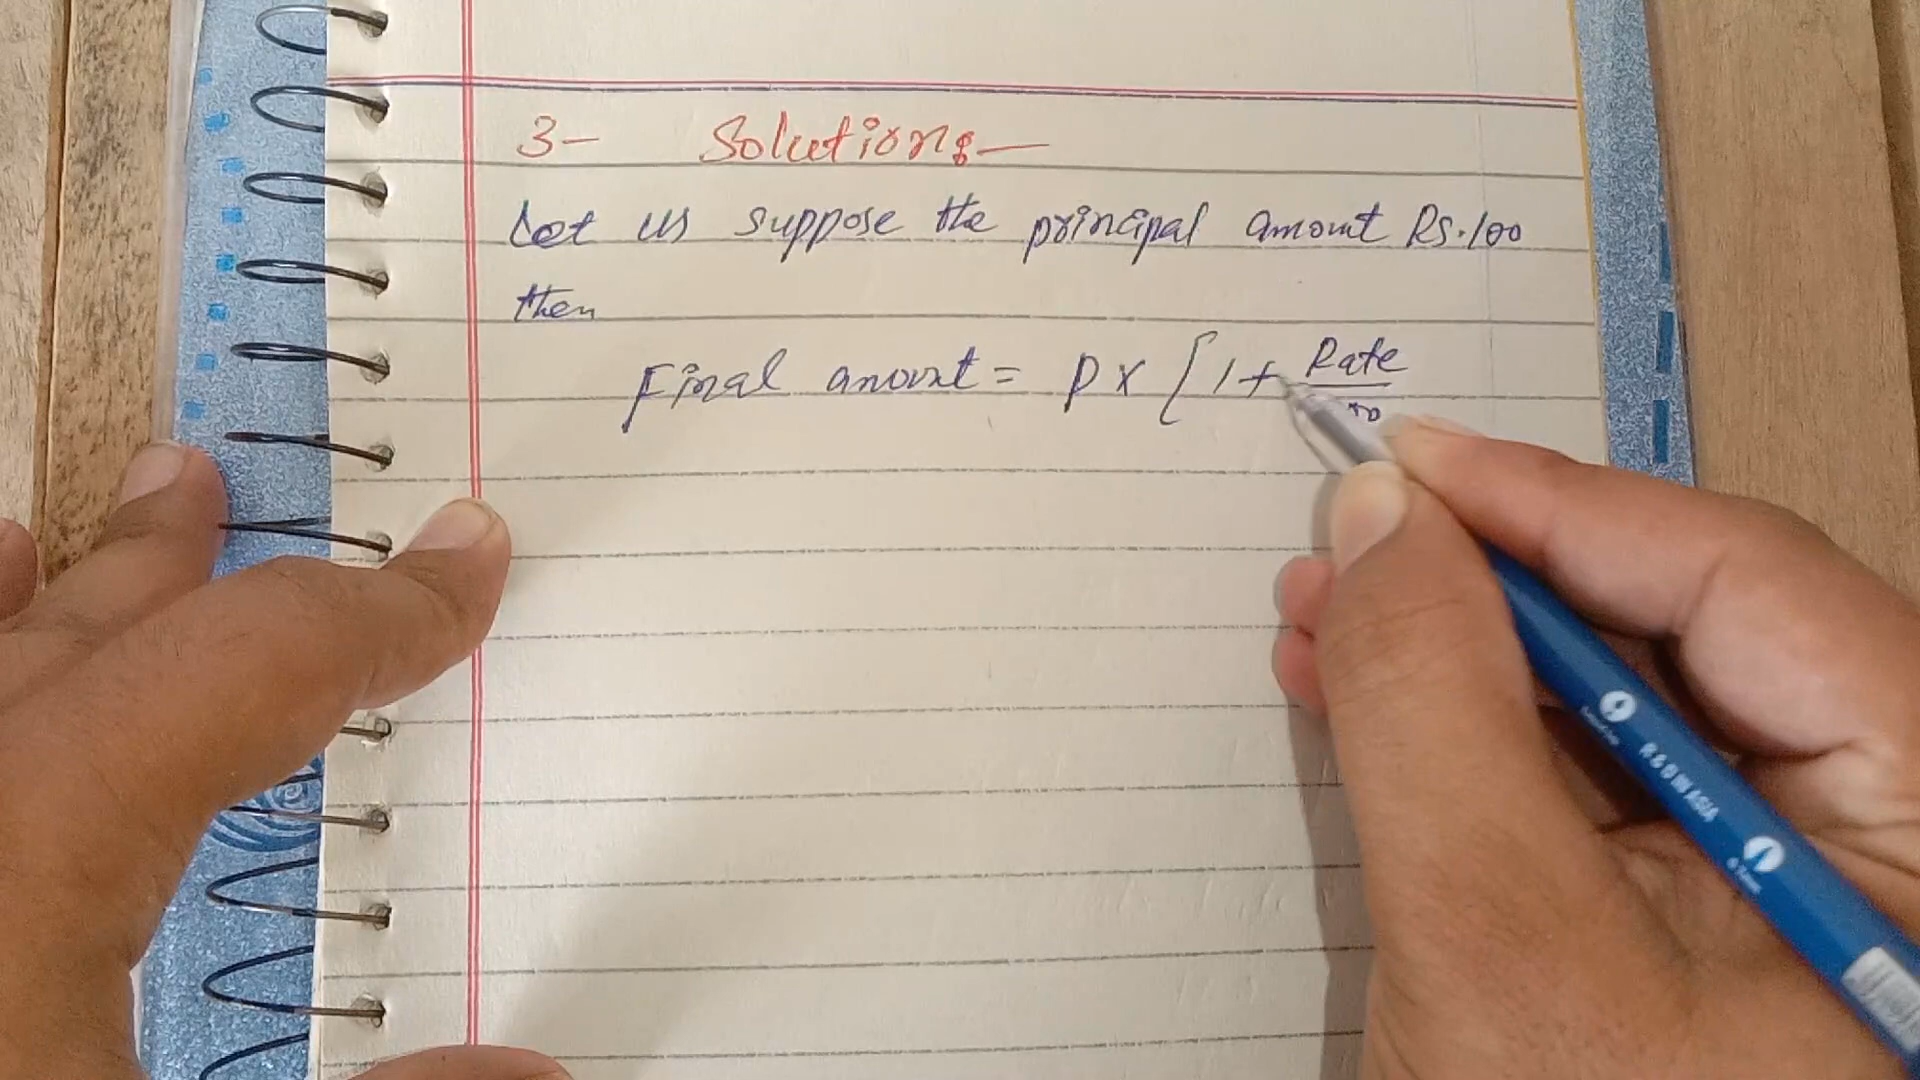 3- Solutions—
Let us suppose the principal amount Rs.100
then
Final amount = P x [ 1 + Rate